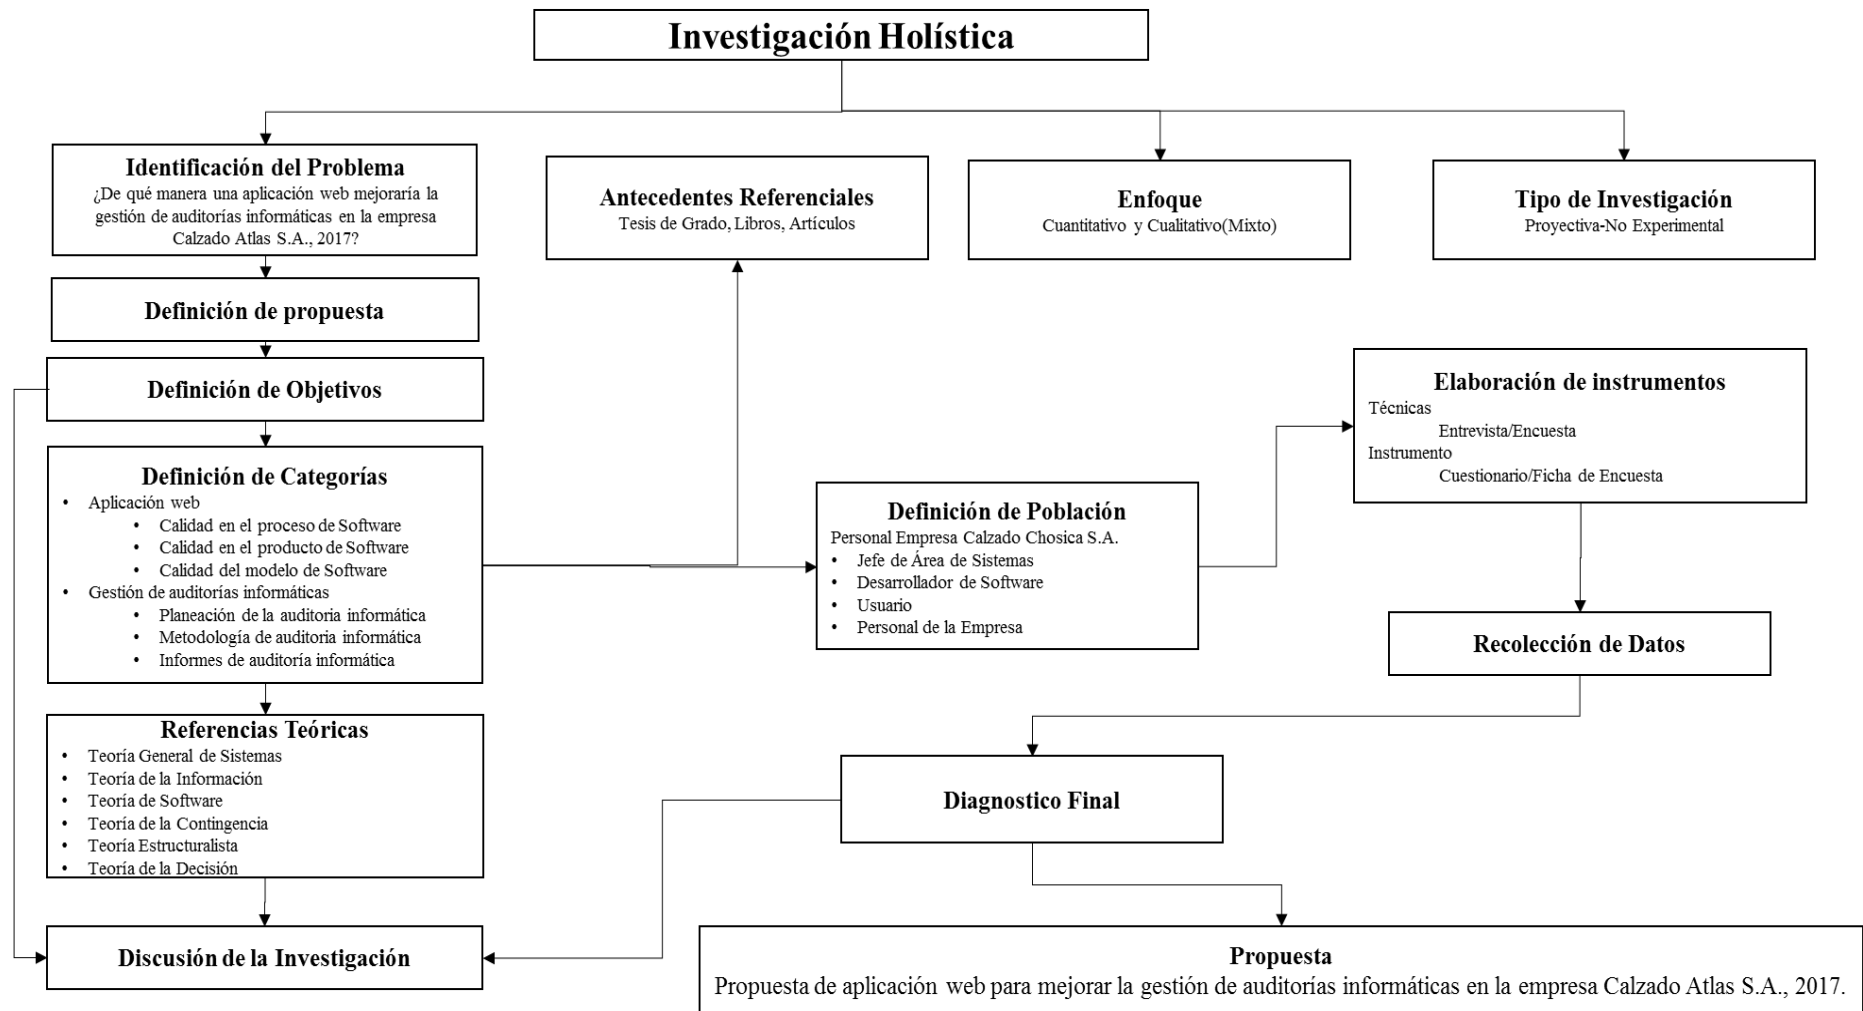 Investigación Holística
Identificación del Problema
¿De qué manera una aplicación web mejoraría la
gestión de auditorías informáticas en la empresa
Calzado Atlas S.A., 2017?
Antecedentes Referenciales
Tesis de Grado, Libros, Artículos
Enfoque
Cuantitativo y Cualitativo(Mixto)
Tipo de Investigación
Proyectiva-No Experimental
Definición de propuesta
Definición de Objetivos
Definición de Categorías
• Aplicación web
• Calidad en el proceso de Software
• Calidad en el producto de Software
• Calidad del modelo de Software
• Gestión de auditorías informáticas
• Planeación de la auditoria informática
• Metodología de auditoria informática
• Informes de auditoría informática
Definición de Población
Personal Empresa Calzado Chosica S.A.
• Jefe de Área de Sistemas
• Desarrollador de Software
• Usuario
• Personal de la Empresa
Elaboración de instrumentos
Técnicas
Entrevista/Encuesta
Instrumento
Cuestionario/Ficha de Encuesta
Recolección de Datos
Referencias Teóricas
• Teoría General de Sistemas
• Teoría de la Información
• Teoría de Software
• Teoría de la Contingencia
• Teoría Estructuralista
• Teoría de la Decisión
Diagnostico Final
Discusión de la Investigación
Propuesta
Propuesta de aplicación web para mejorar la gestión de auditorías informáticas en la empresa Calzado Atlas S.A., 2017.